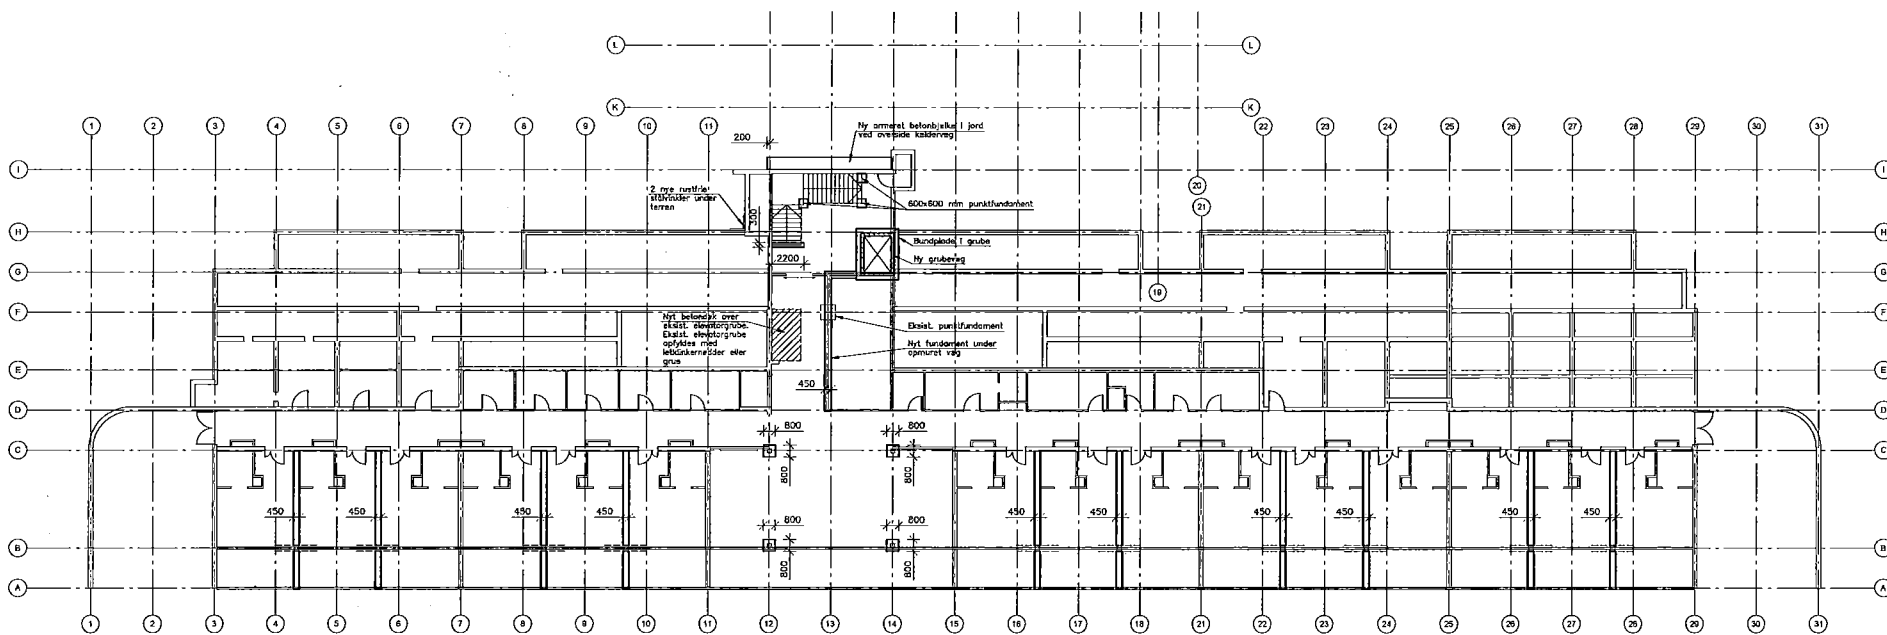 L
L
K
K
1
2
3
4
5
6
7
8
9
10
11
22
23
24
25
26
27
28
29
30
31
Ny armeret betonbjælke i jord
ved overside kældervæg
200
I
I
2 nye rustfrie
stålvinkler under
terræn
20
21
600x600 mm punktfundament
300
H
H
Bundplade i grube
Ny grubevæg
2200
G
G
19
F
F
Nyt betondæk over
eksist. elevatorgrube.
Eksist. elevatorgrube
opfyldes med
letklinkernødder eller
grus
Eksist. punktfundament
Nyt fundament under
opmuret væg
E
E
450
D
D
800
800
C
C
800
800
450
450
450
450
450
450
450
450
450
450
800
800
B
B
800
800
A
A
1
2
3
4
5
6
7
8
9
10
11
12
13
14
15
16
17
18
21
22
23
24
25
26
27
28
29
30
31